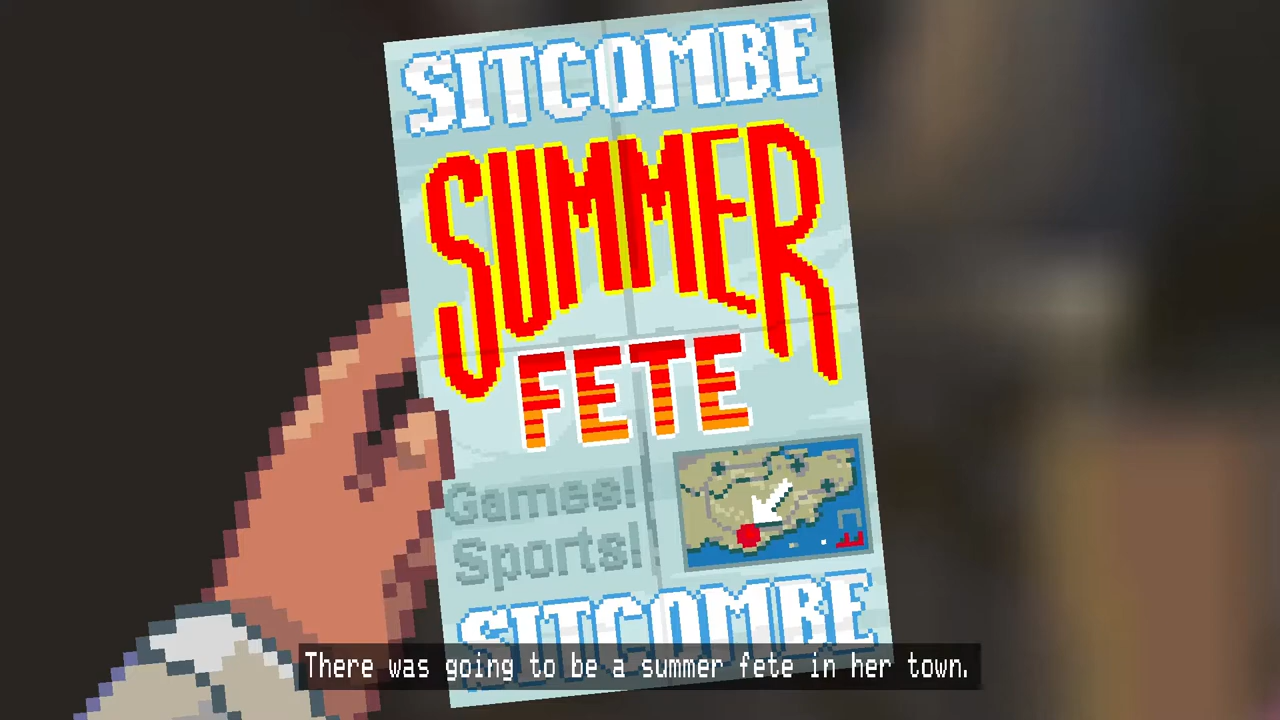 SITCOMBE
SUMMER
FETE
Games!
Sports!
SITCOMBE
There was going to be a summer fete in her town.